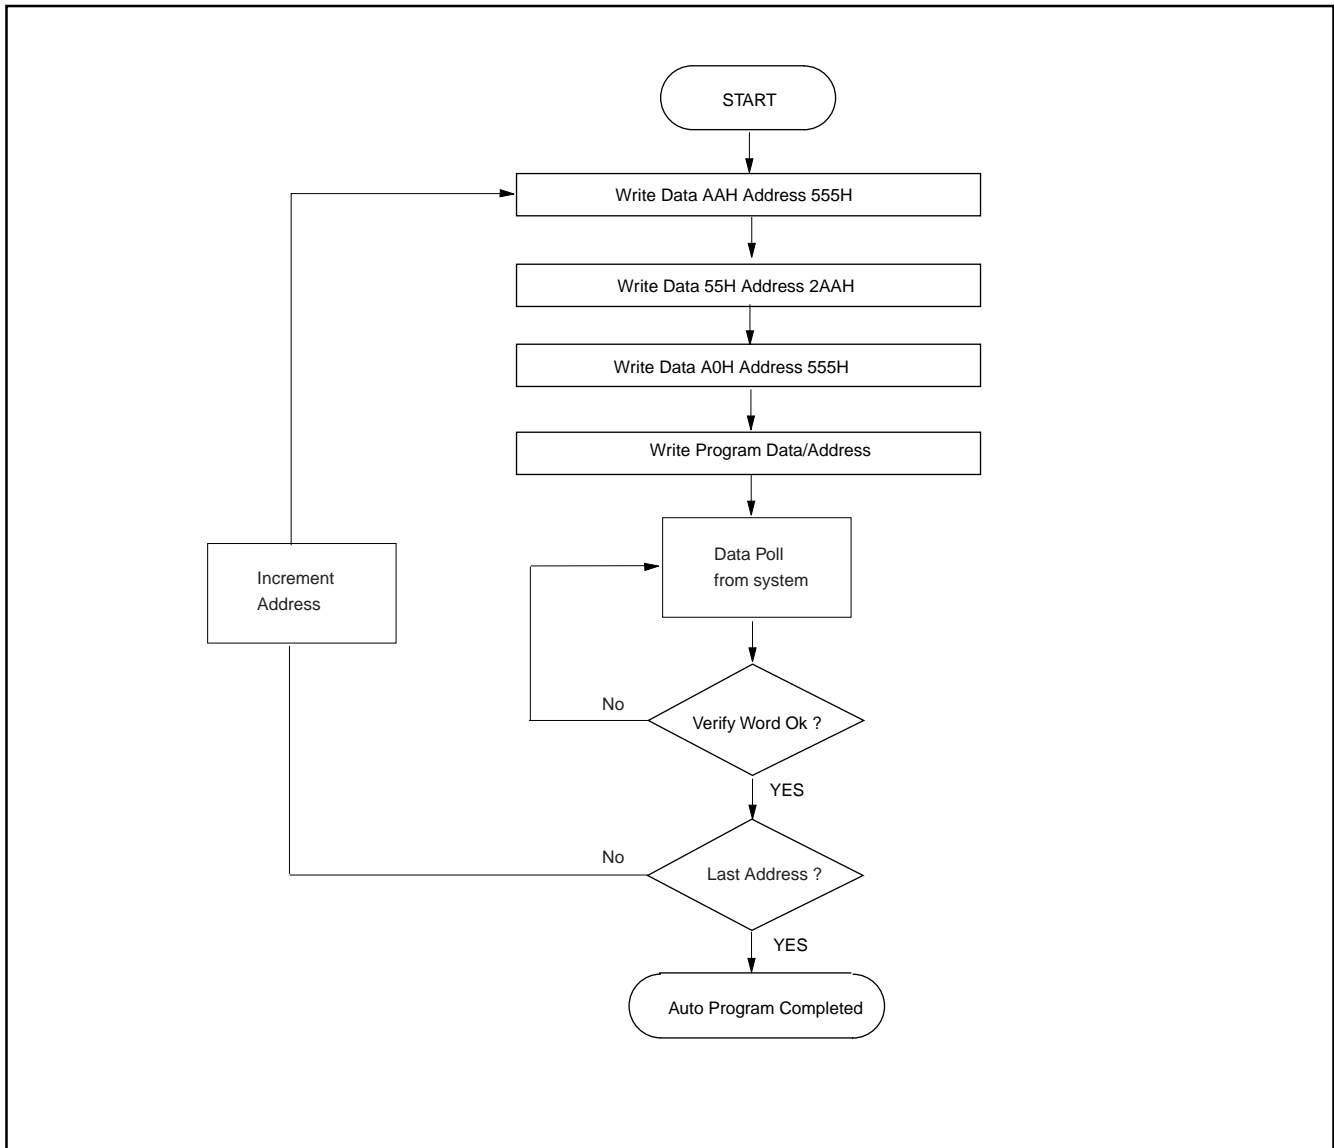 START
Write Data AAH Address 555H
Write Data 55H Address 2AAH
Write Data A0H Address 555H
Write Program Data/Address
Data Poll
from system
Increment
Address
No
Verify Word Ok ?
YES
No
Last Address ?
YES
Auto Program Completed